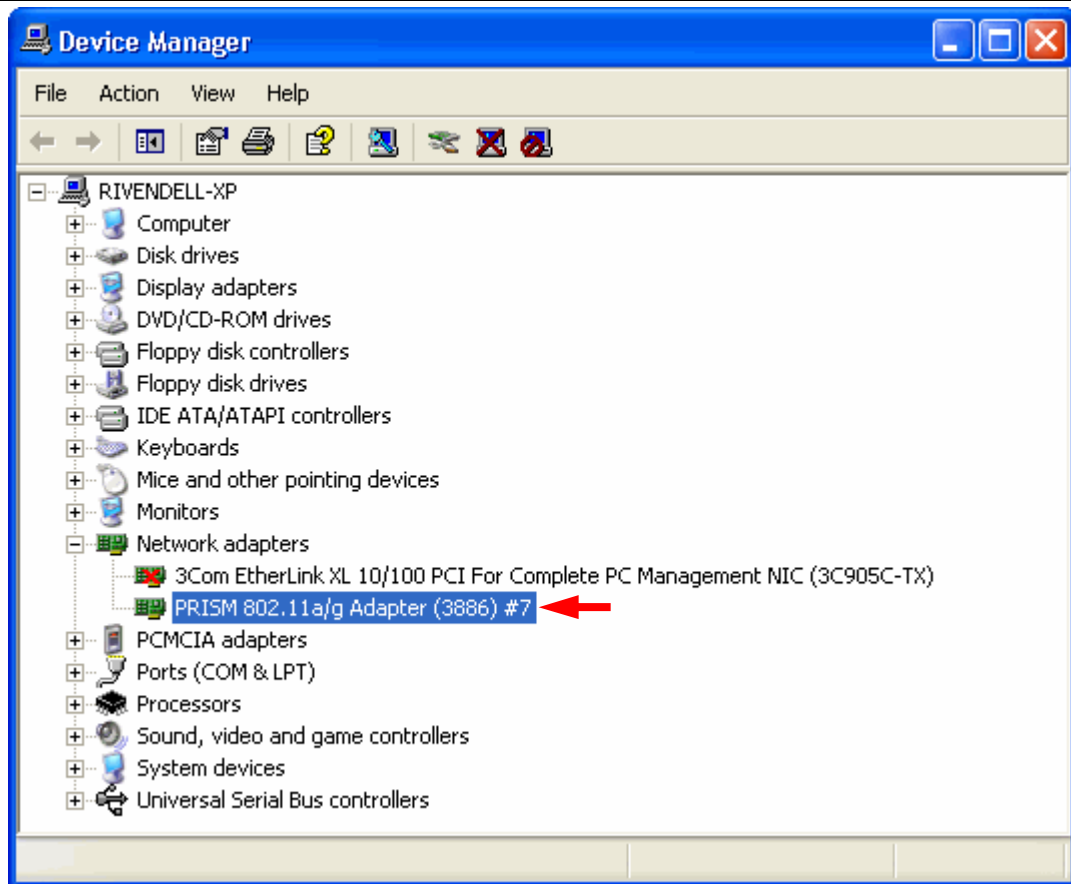 Device Manager
File Action View Help
RIVENDELL-XP
Computer
Disk drives
Display adapters
DVD/CD-ROM drives
Floppy disk controllers
Floppy disk drives
IDE ATA/ATAPI controllers
Keyboards
Mice and other pointing devices
Monitors
Network adapters
3Com EtherLink XL 10/100 PCI For Complete PC Management NIC (3C905C-TX)
PRISM 802.11a/g Adapter (3886) #7
PCMCIA adapters
Ports (COM & LPT)
Processors
Sound, video and game controllers
System devices
Universal Serial Bus controllers